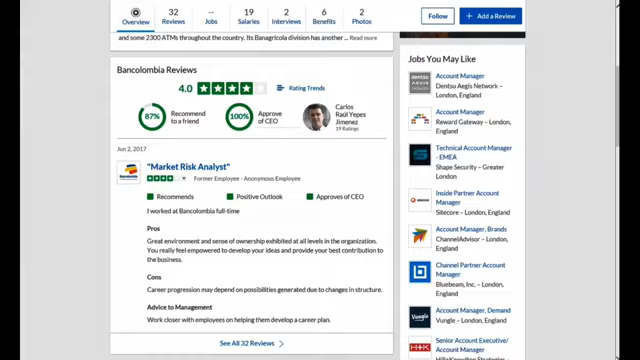 32
--
19
2
6
2
Overview
Reviews
Jobs
Salaries
Interviews
Benefits
Photos
Follow
+ Add a Review
and some 2300 ATMs throughout the country. Its Banagrícola division has another ... Read more
Bancolombia Reviews
4.0
Rating Trends
87%
Recommend
to a friend
100%
Approve
of CEO
Carlos
Raúl Yepes
Jimenez
19 Ratings
Jun 2, 2017
Bancolombia
"Market Risk Analyst"
Former Employee - Anonymous Employee
Recommends
Positive Outlook
Approves of CEO
I worked at Bancolombia full-time
Pros
Great environment and sense of ownership exhibited at all levels in the organization.
You really feel empowered to develop your ideas and provide your best contribution to
the business.
Cons
Career progression may depend on possibilities generated due to changes in structure.
Advice to Management
Work closer with employees on helping them develop a career plan.
See All 32 Reviews
Jobs You May Like
Account Manager
Dentsu Aegis Network –
London, England
Account Manager
Reward Gateway – London,
England
Technical Account Manager
- EMEA
Shape Security – Greater
London
Inside Partner Account
Manager
Sitecore – London, England
Account Manager, Brands
ChannelAdvisor – London,
England
Channel Partner Account
Manager
Bluebeam, Inc. – London,
England
Account Manager, Demand
Vungle
Vungle – London, England
Senior Account Executive/
Account Manager
H+K
Hill+Knowlton Strategies –